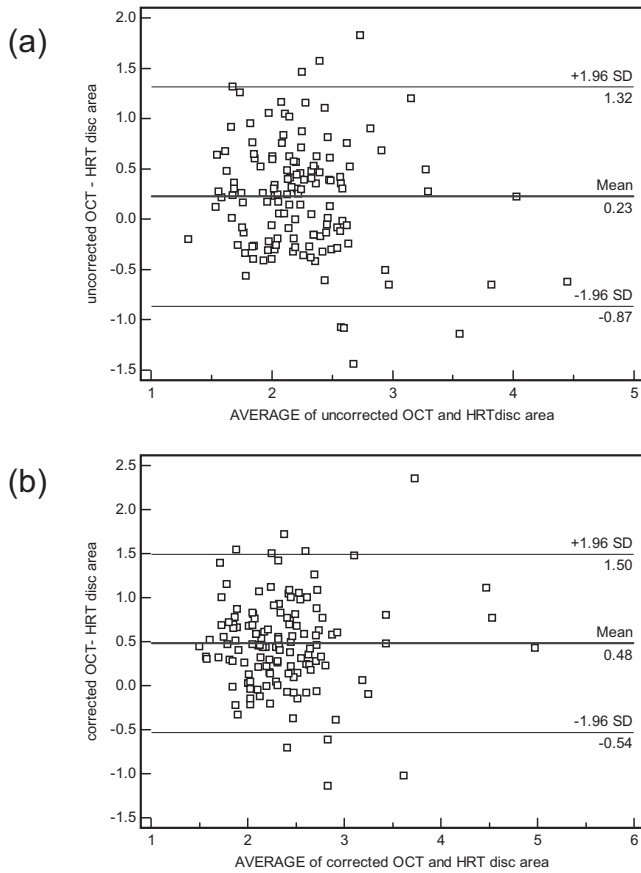 (a)
2.0
1.5
1.0
0.5
0.0
-0.5
-1.0
-1.5
uncorrected OCT - HRT disc area
+1.96 SD
1.32
Mean
0.23
-1.96 SD
-0.87
1 2 3 4 5
AVERAGE of uncorrected OCT and HRTdisc area
(b)
2.5
2.0
1.5
1.0
0.5
0.0
-0.5
-1.0
-1.5
corrected OCT- HRT disc area
+1.96 SD
1.50
Mean
0.48
-1.96 SD
-0.54
1 2 3 4 5 6
AVERAGE of corrected OCT and HRT disc area